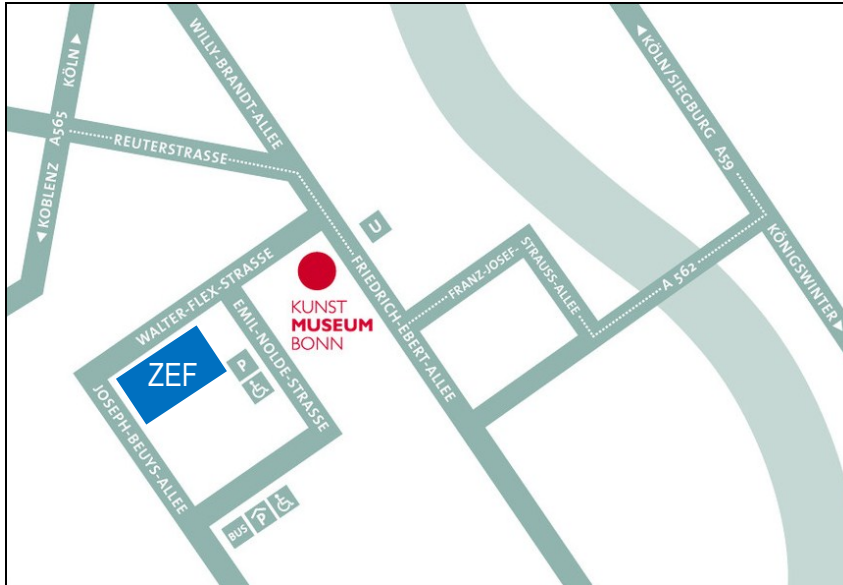 KÖLN
A565
KOBLENZ
WILLY-BRANDT-ALLEE
REUTERSTRASSE
KÖLN/SIEGBURG A59
KÖNIGSWINTER
U
WALTER-FLEX-STRASSE
FRIEDRICH-EBERT-ALLEE
FRANZ-JOSEF-
STRAUSS-ALLEE
A 562
KUNST
MUSEUM
BONN
EMIL-NOLDE-STRASSE
ZEF
P
JOSEPH-BEUYS-ALLEE
BUS P